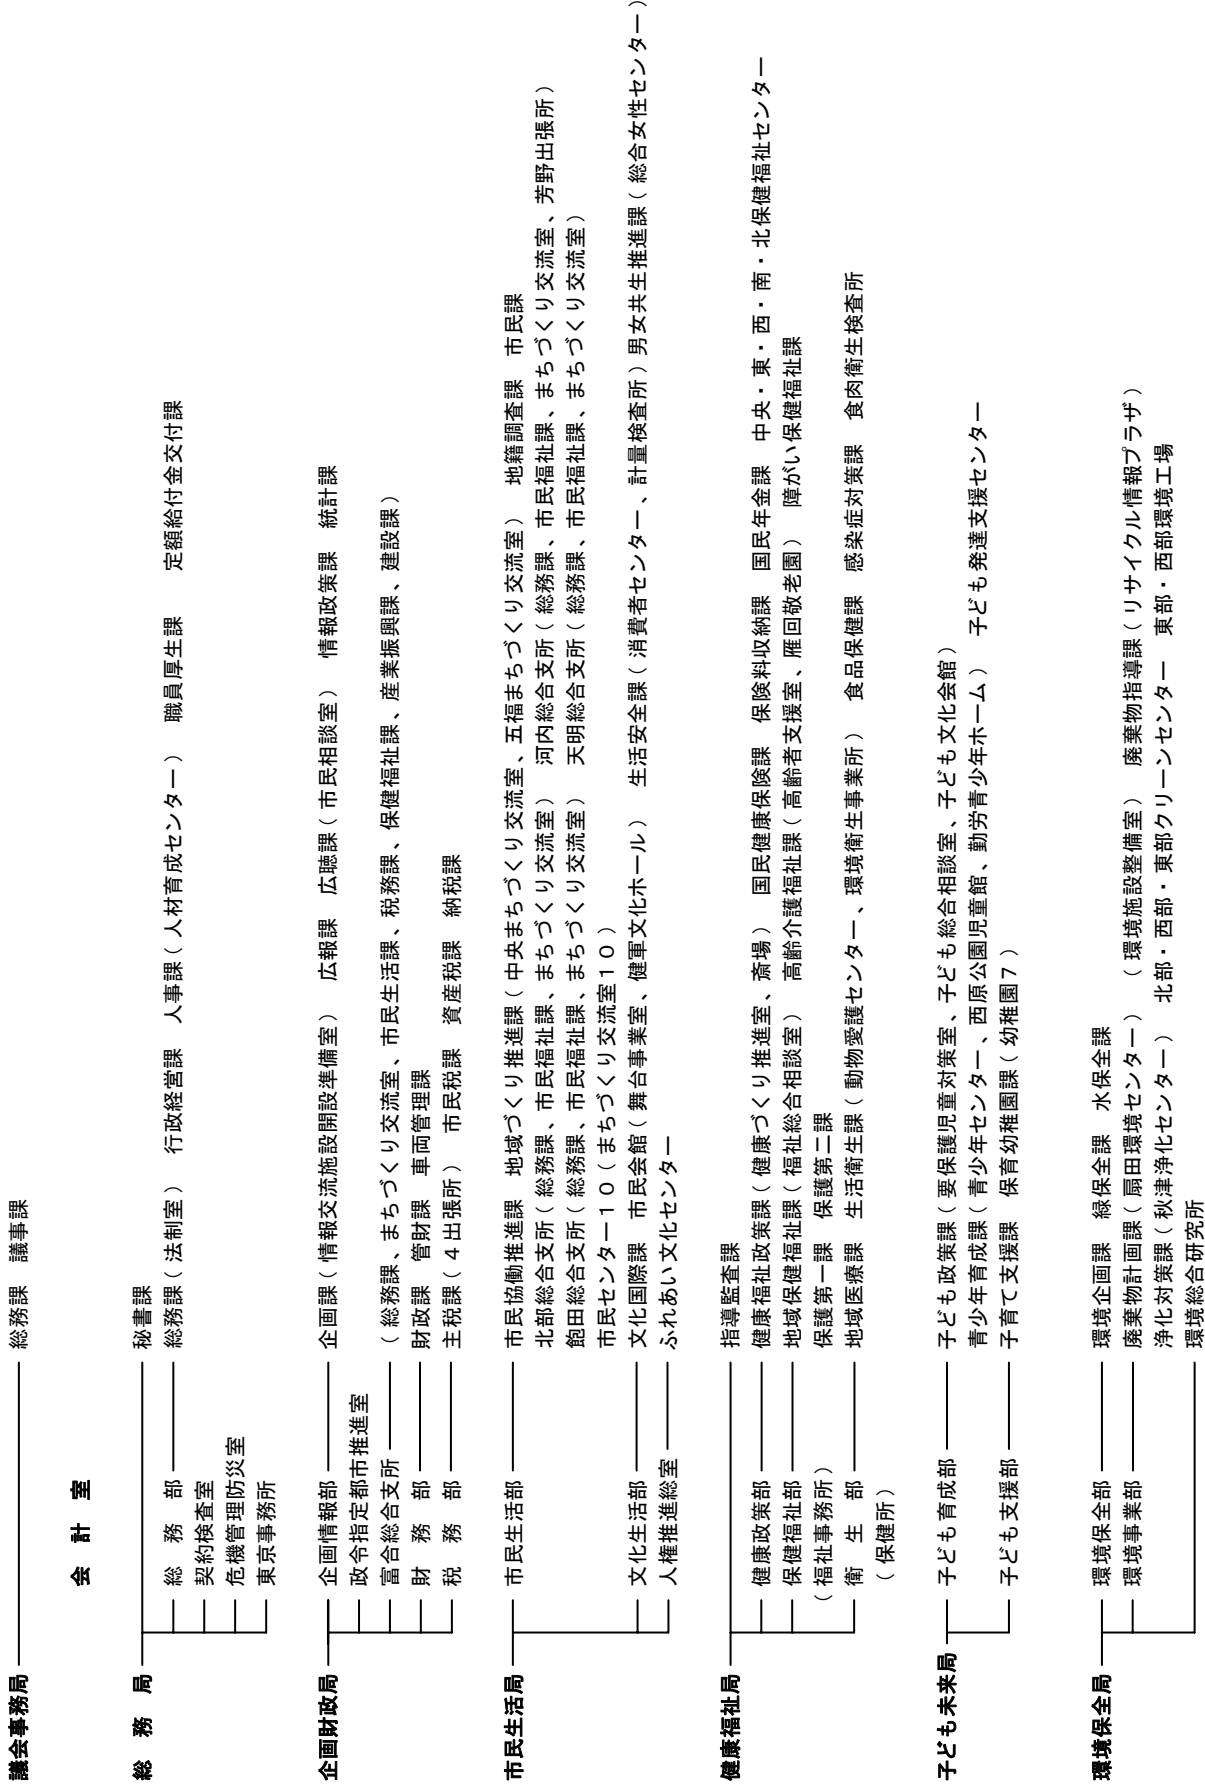 議会事務局 総務課 議事課
会計室
総務局 秘書課
総務部 総務課(法制室) 行政経営課 人事課(人材育成センター) 職員厚生課 定額給付金交付課
契約検査室
危機管理防災室
東京事務所
企画財政局 企画情報部 企画課(情報交流施設開設準備室) 広報課 広聴課(市民相談室) 情報政策課 統計課
政令指定都市推進室
富合総合支所 (総務課、まちづくり交流室、市民生活課、税務課、保健福祉課、産業振興課、建設課)
財務部 財政課 管財課 車両管理課
税務部 主税課(4出張所) 市民税課 資産税課 納税課
市民生活局 市民生活部 市民協働推進課 地域づくり推進課(中央まちづくり交流室、五福まちづくり交流室) 地籍調査課 市民課
北部総合支所(総務課、市民福祉課、まちづくり交流室) 河内総合支所(総務課、市民福祉課、まちづくり交流室、芳野出張所)
飽田総合支所(総務課、市民福祉課、まちづくり交流室) 天明総合支所(総務課、市民福祉課、まちづくり交流室)
市民センター10(まちづくり交流室10)
文化生活部 文化国際課 市民会館(舞台事業室、健軍文化ホール) 生活安全課(消費者センター、計量検査所)男女共生推進課(総合女性センター)
人権推進総室 ふれあい文化センター
健康福祉局 指導監査課
健康政策部 健康福祉政策課(健康づくり推進室、斎場) 国民健康保険課 保険料収納課 国民年金課 中央・東・西・南・北保健福祉センター
保健福祉部 地域保健福祉課(福祉総合相談室) 高齢介護福祉課(高齢者支援室、雁回敬老園) 障がい保健福祉課
(福祉事務所) 保護第一課 保護第二課
衛生部 地域医療課 生活衛生課(動物愛護センター、環境衛生事業所) 食品保健課 感染症対策課 食肉衛生検査所
(保健所)
子ども未来局 子ども育成部 子ども政策課(要保護児童対策室、子ども総合相談室、子ども文化会館)
青少年育成課(青少年センター、西原公園児童館、勤労青少年ホーム) 子ども発達支援センター
子ども支援部 子育て支援課 保育幼稚園課(幼稚園7)
環境保全局 環境保全部 環境企画課 緑保全課 水保全課
環境事業部 廃棄物計画課(扇田環境センター) (環境施設整備室) 廃棄物指導課(リサイクル情報プラザ)
浄化対策課(秋津浄化センター) 北部・西部・東部クリーンセンター 東部・西部環境工場
環境総合研究所